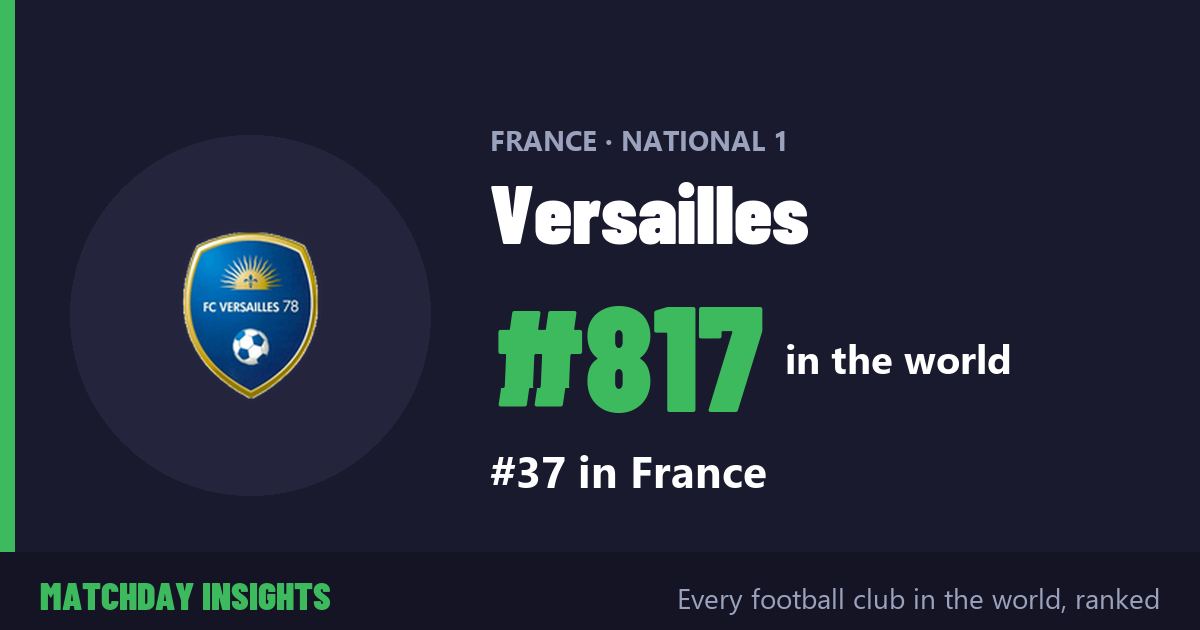 FRANCE · NATIONAL 1
Versailles
FC VERSAILLES 78
#817 in the world
#37 in France
MATCHDAY INSIGHTS
Every football club in the world, ranked